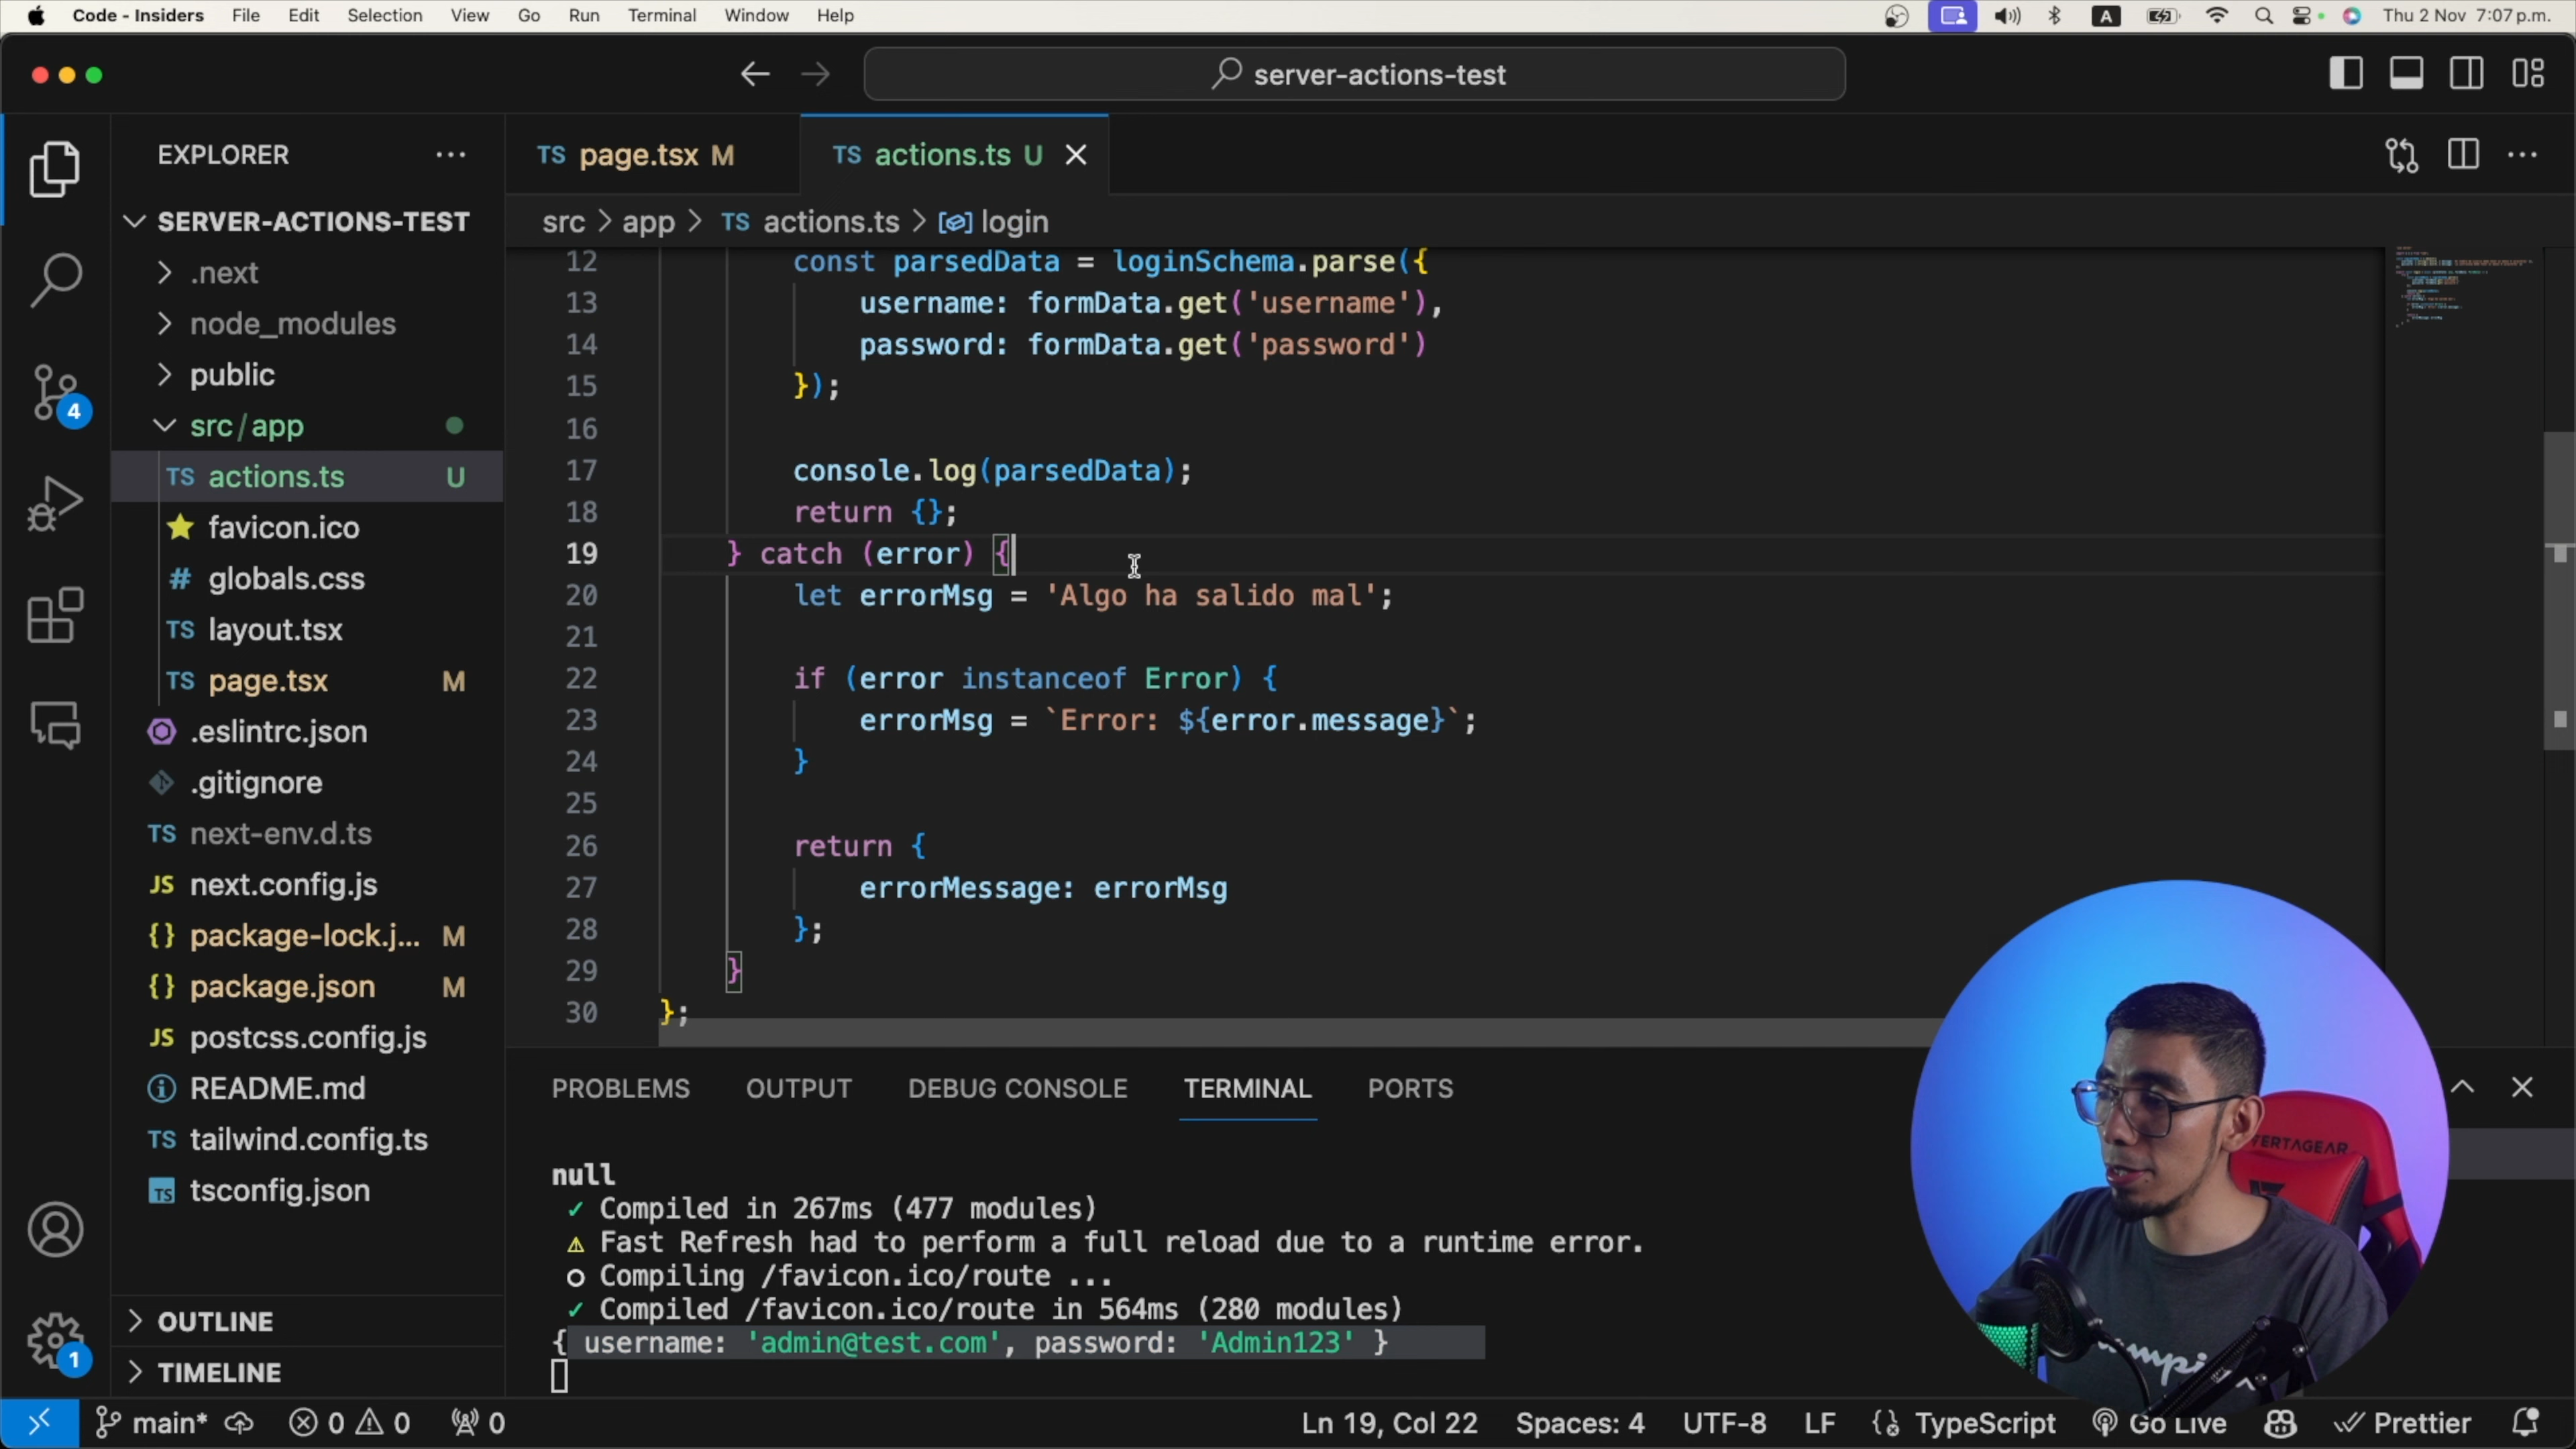 Code - Insiders File Edit Selection View Go Run Terminal Window Help A Thu 2 Nov 7:07 p.m.
server-actions-test
EXPLORER
TS page.tsx M TS actions.ts U
SERVER-ACTIONS-TEST
src > app > TS actions.ts > login
.next
node_modules
public
src/app
TS actions.ts U
favicon.ico
# globals.css
TS layout.tsx
TS page.tsx M
.eslintrc.json
.gitignore
TS next-env.d.ts
JS next.config.js
{} package-lock.j... M
{} package.json M
JS postcss.config.js
README.md
TS tailwind.config.ts
TS tsconfig.json
OUTLINE
TIMELINE
4
1
12 const parsedData = loginSchema.parse({
13 username: formData.get('username'),
14 password: formData.get('password')
15 });
16
17 console.log(parsedData);
18 return {};
19 } catch (error) {
20 let errorMsg = 'Algo ha salido mal';
21
22 if (error instanceof Error) {
23 errorMsg = `Error: ${error.message}`;
24 }
25
26 return {
27 errorMessage: errorMsg
28 };
29 }
30 };
PROBLEMS OUTPUT DEBUG CONSOLE TERMINAL PORTS
null
✓ Compiled in 267ms (477 modules)
⚠ Fast Refresh had to perform a full reload due to a runtime error.
○ Compiling /favicon.ico/route ...
✓ Compiled /favicon.ico/route in 564ms (280 modules)
{ username: 'admin@test.com', password: 'Admin123' }
main* 0 0 0 Ln 19, Col 22 Spaces: 4 UTF-8 LF TypeScript Go Live Prettier